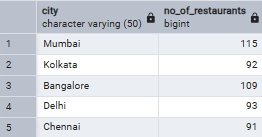 city no_of_restaurants
character varying (50) bigint
1 Mumbai 115
2 Kolkata 92
3 Bangalore 109
4 Delhi 93
5 Chennai 91